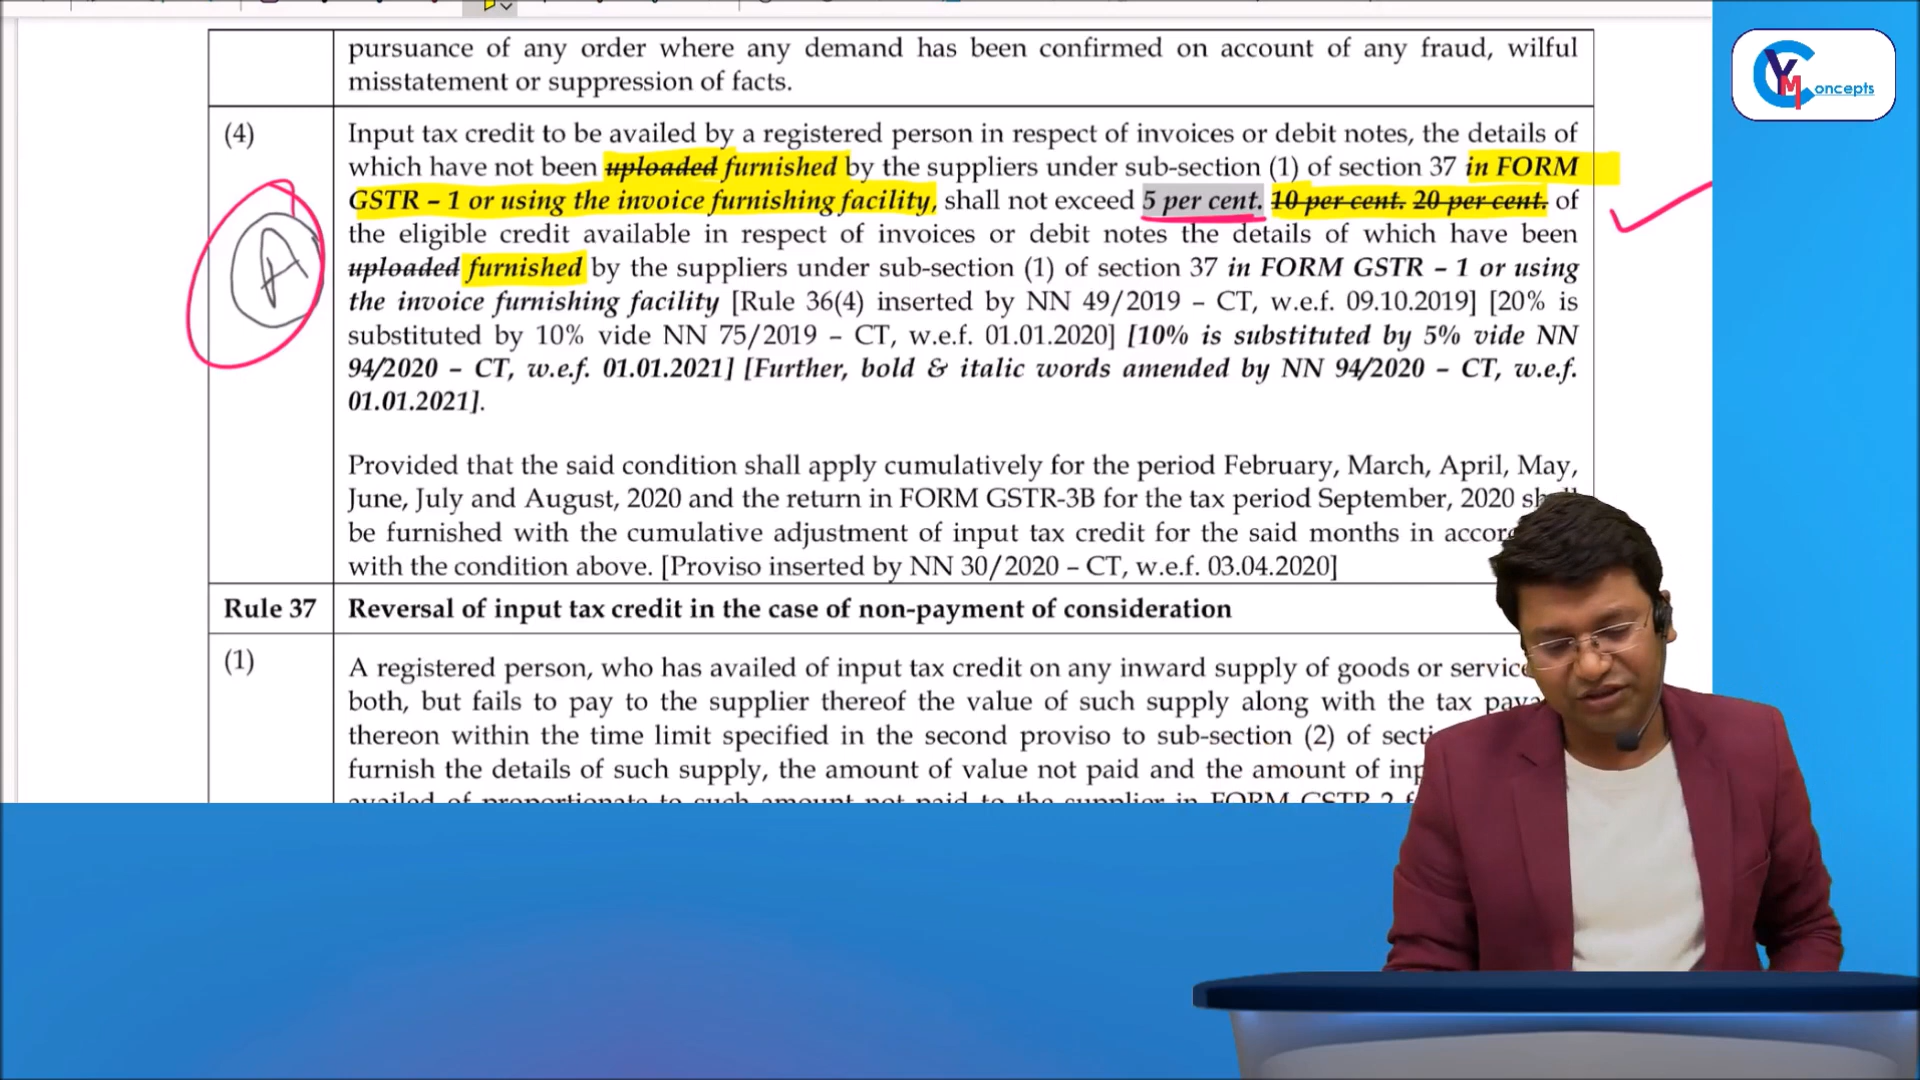 pursuance of any order where any demand has been confirmed on account of any fraud, wilful
misstatement or suppression of facts.
(4)
Input tax credit to be availed by a registered person in respect of invoices or debit notes, the details of
which have not been uploaded furnished by the suppliers under sub-section (1) of section 37 in FORM
GSTR – 1 or using the invoice furnishing facility, shall not exceed 5 per cent. 10 per cent. 20 per cent. of
the eligible credit available in respect of invoices or debit notes the details of which have been
uploaded furnished by the suppliers under sub-section (1) of section 37 in FORM GSTR – 1 or using
the invoice furnishing facility [Rule 36(4) inserted by NN 49/2019 – CT, w.e.f. 09.10.2019] [20% is
substituted by 10% vide NN 75/2019 – CT, w.e.f. 01.01.2020] [10% is substituted by 5% vide NN
94/2020 – CT, w.e.f. 01.01.2021] [Further, bold & italic words amended by NN 94/2020 – CT, w.e.f.
01.01.2021].
A
Provided that the said condition shall apply cumulatively for the period February, March, April, May,
June, July and August, 2020 and the return in FORM GSTR-3B for the tax period September, 2020
be furnished with the cumulative adjustment of input tax credit for the said months in
with the condition above. [Proviso inserted by NN 30/2020 – CT, w.e.f. 03.04.2020]
Rule 37
Reversal of input tax credit in the case of non-payment of consideration
(1)
A registered person, who has availed of input tax credit on any inward supply of goods or
both, but fails to pay to the supplier thereof the value of such supply along with the tax
thereon within the time limit specified in the second proviso to sub-section (2) of
furnish the details of such supply, the amount of value not paid and the amount of
availed of proportionate to such amount not paid to the supplier in FORM GSTR 2
CYM
oncepts